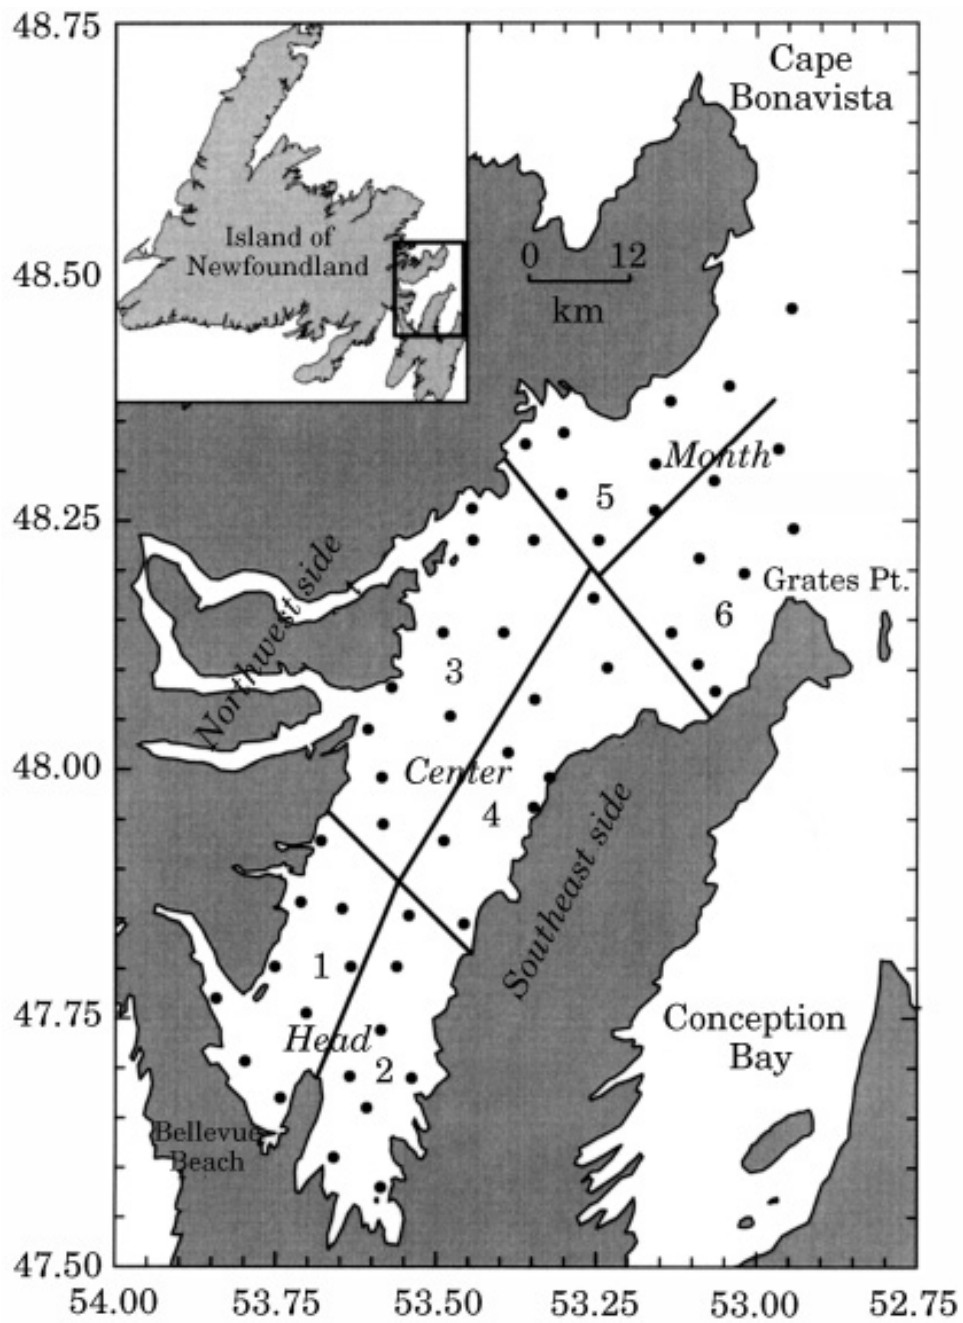 48.75
48.50
48.25
48.00
47.75
47.50
54.00
53.75
53.50
53.25
53.00
52.75
Cape
Bonavista
Island of
Newfoundland
0 12
km
Month
5
Grates Pt.
6
Northwest side
3
Center
4
Southeast side
1
Head
2
Conception
Bay
Bellevue
Beach